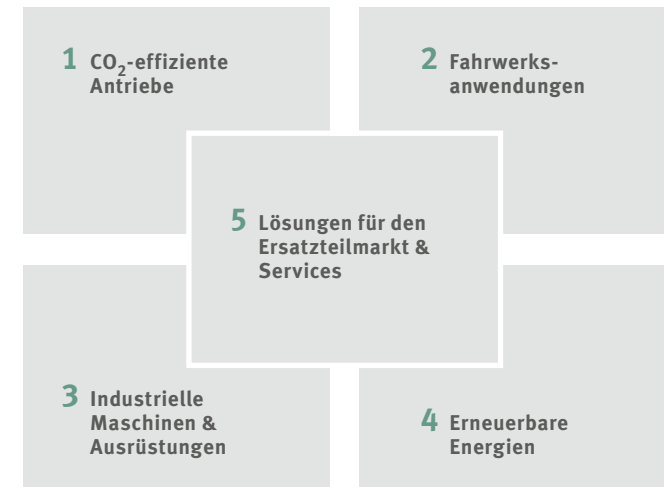 1 CO₂-effiziente
Antriebe
2 Fahrwerks-
anwendungen
5 Lösungen für den
Ersatzteilmarkt &
Services
3 Industrielle
Maschinen &
Ausrüstungen
4 Erneuerbare
Energien